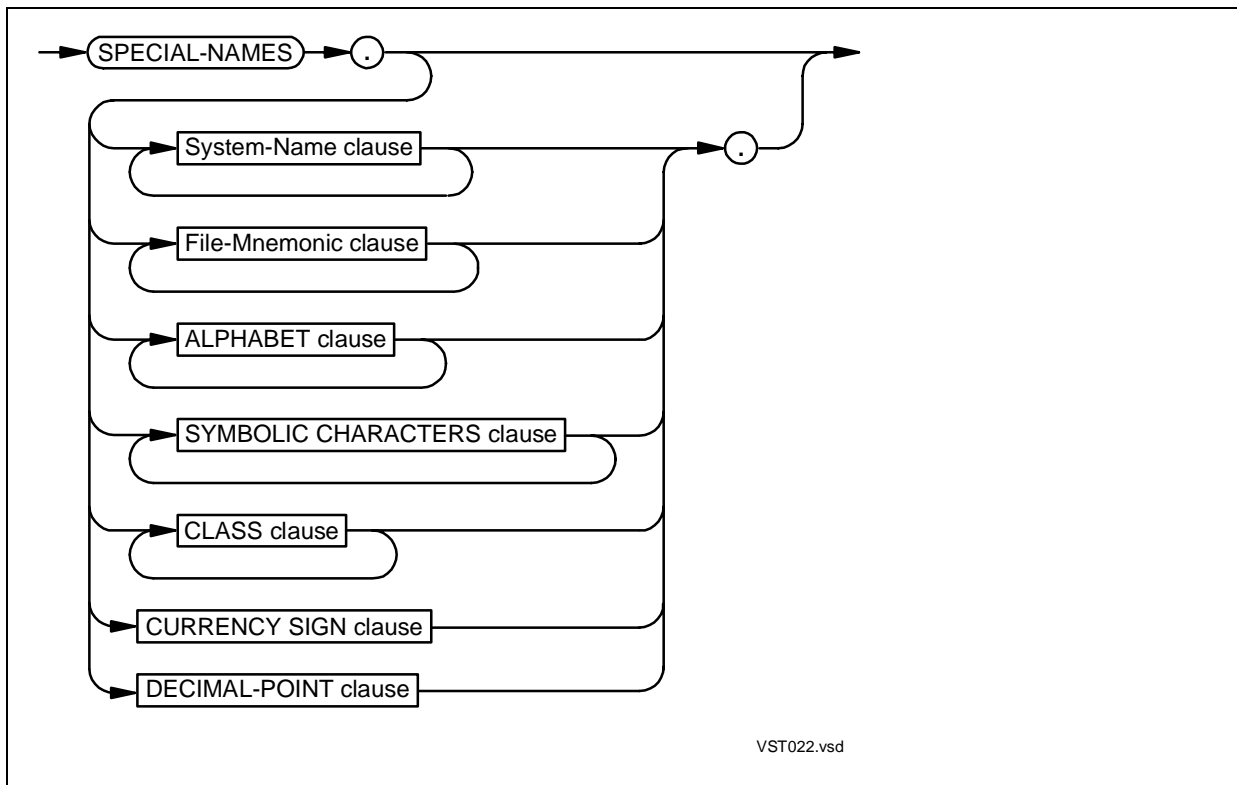 SPECIAL-NAMES .
System-Name clause
.
File-Mnemonic clause
ALPHABET clause
SYMBOLIC CHARACTERS clause
CLASS clause
CURRENCY SIGN clause
DECIMAL-POINT clause
VST022.vsd